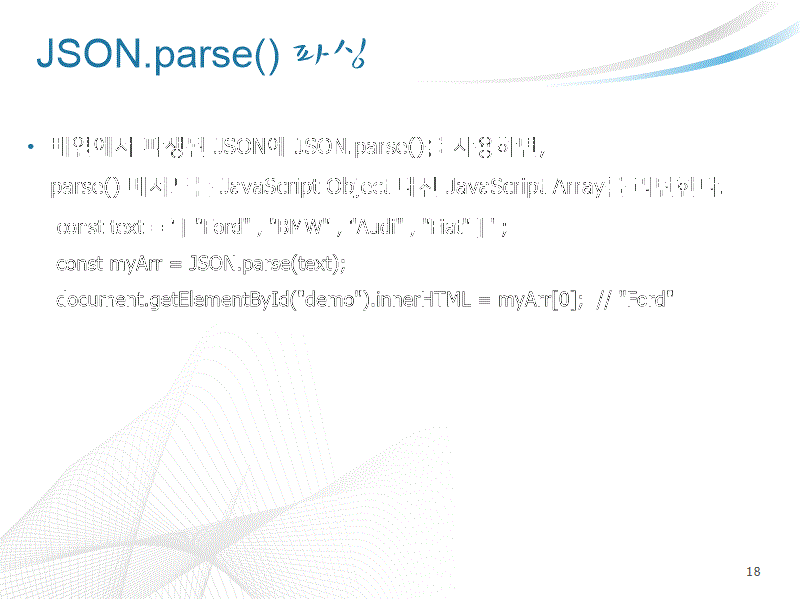 JSON.parse() 파싱
• 배열에서 파생된 JSON에 JSON.parse()를 사용하면,
parse() 메서드는 JavaScript Object 대신 JavaScript Array를 반환한다.
const text = '[ "Ford" , "BMW" , "Audi" , "Fiat" ]' ;
const myArr = JSON.parse(text);
document.getElementById("demo").innerHTML = myArr[0]; // "Ford"
18